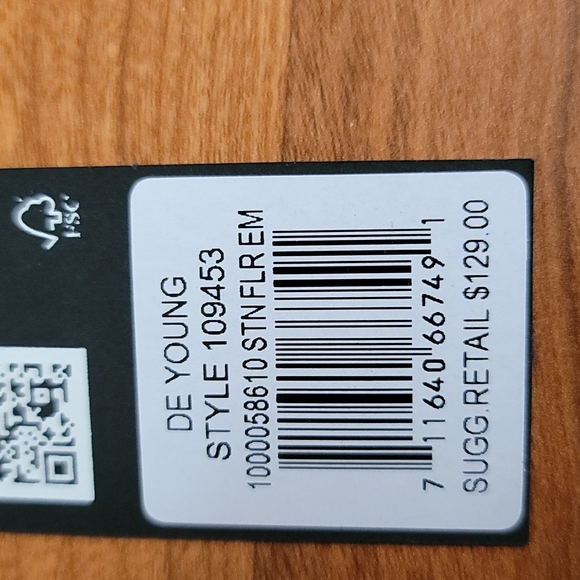 FSC
DE YOUNG
STYLE 109453
1000058610 STN FLR EM
7 11640 66749 1
SUGG.RETAIL $129.00